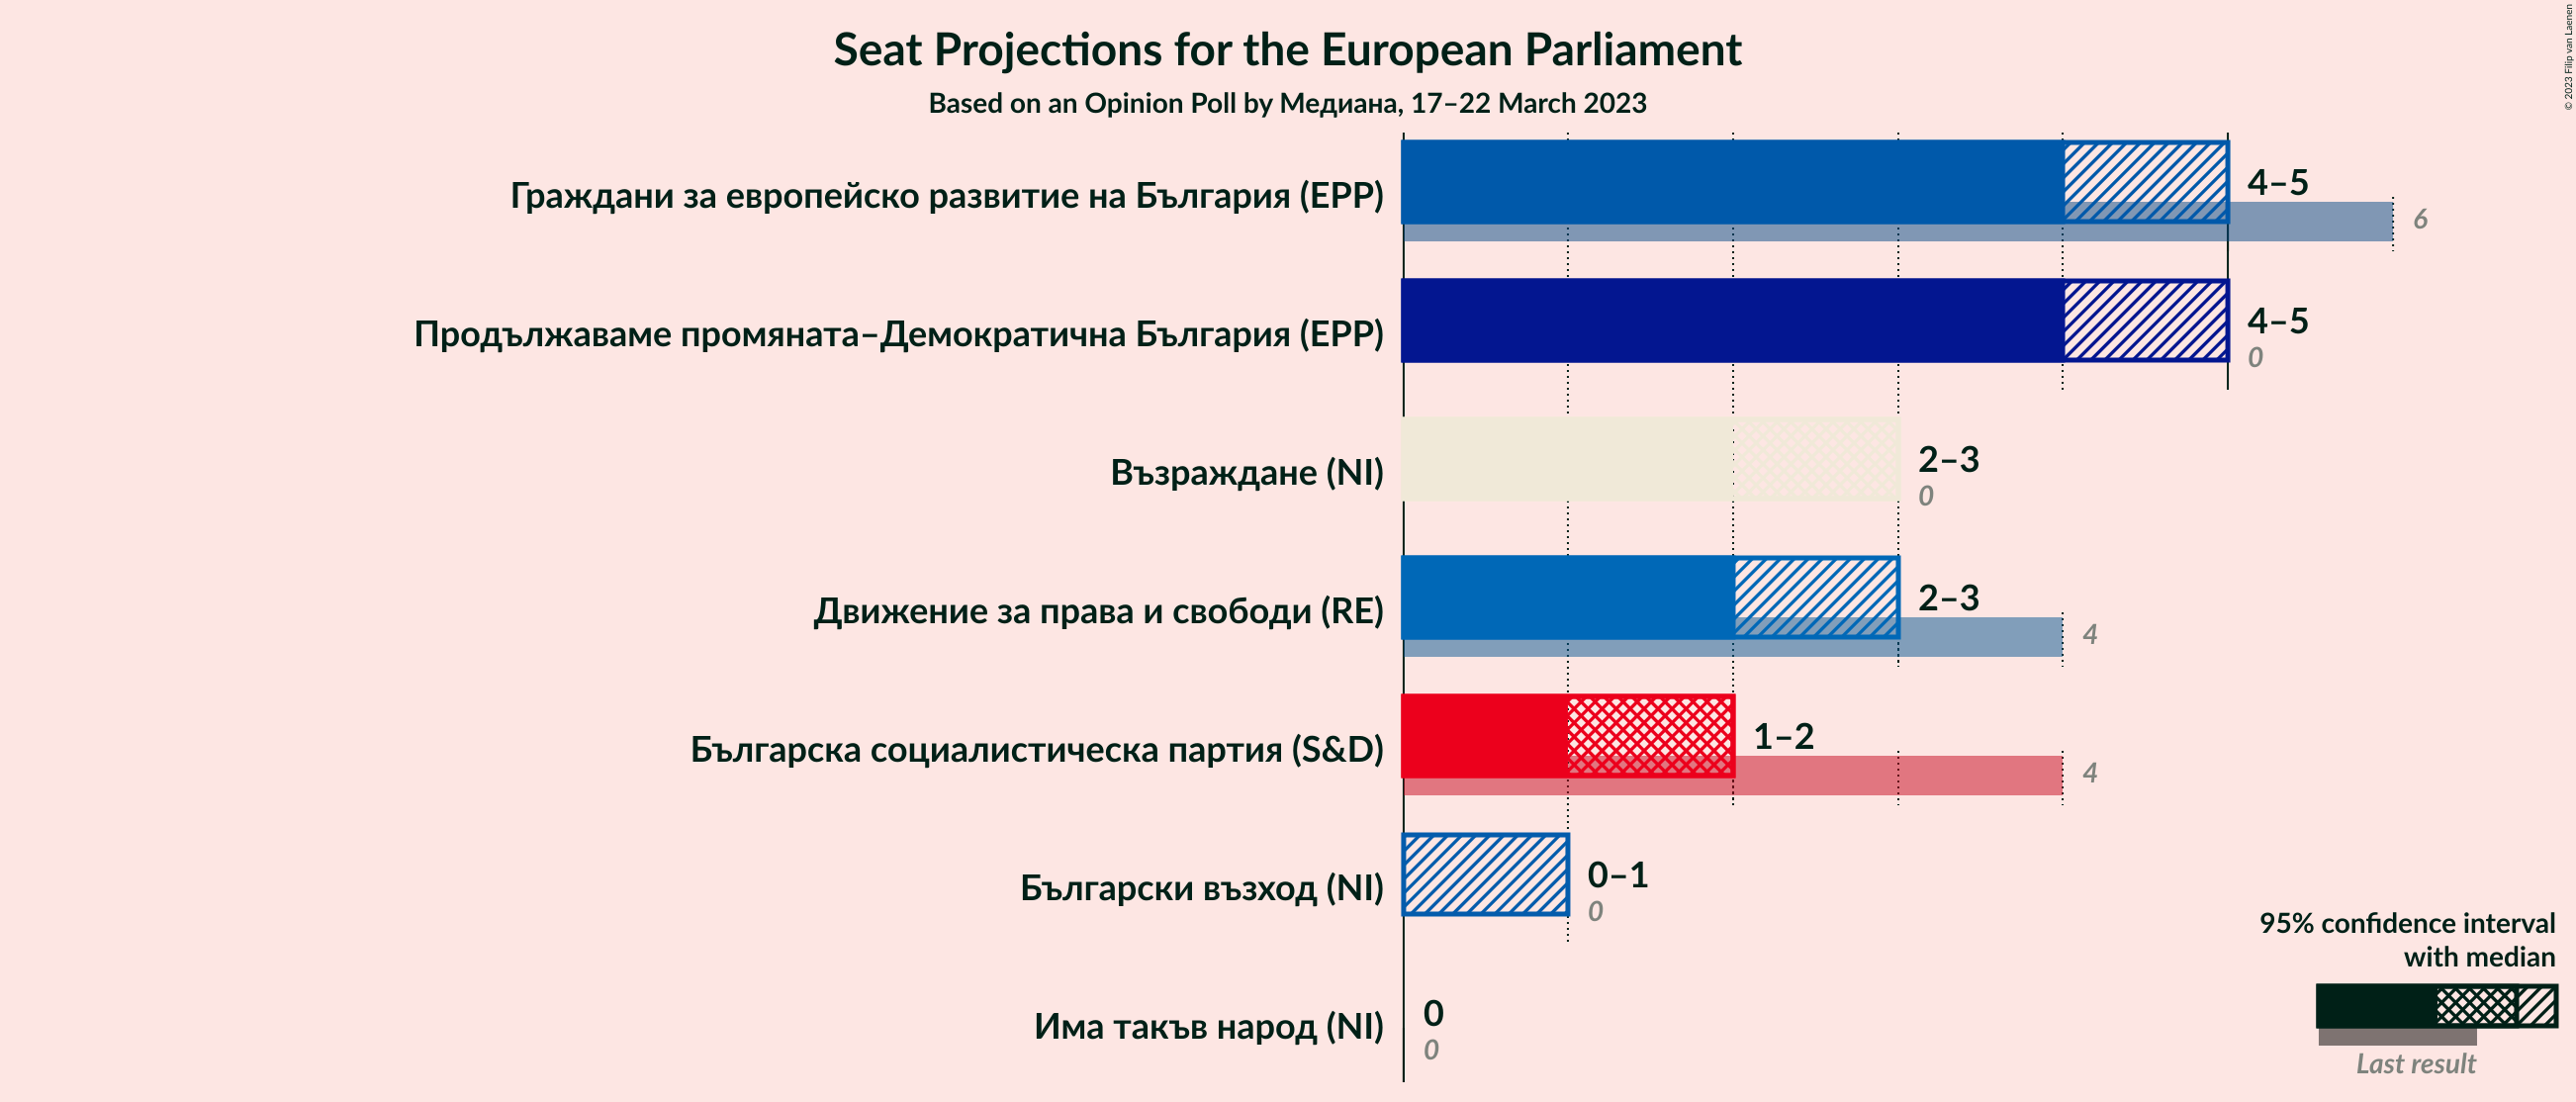 Seat Projections for the European Parliament
Based on an Opinion Poll by Медиана, 17–22 March 2023
© 2023 Filip van Laenen
Граждани за европейско развитие на България (EPP)
4–5
6
Продължаваме промяната–Демократична България (EPP)
4–5
0
Възраждане (NI)
2–3
0
Движение за права и свободи (RE)
2–3
4
Българска социалистическа партия (S&D)
1–2
4
Български възход (NI)
0–1
0
Има такъв народ (NI)
0
0
95% confidence interval
with median
Last result